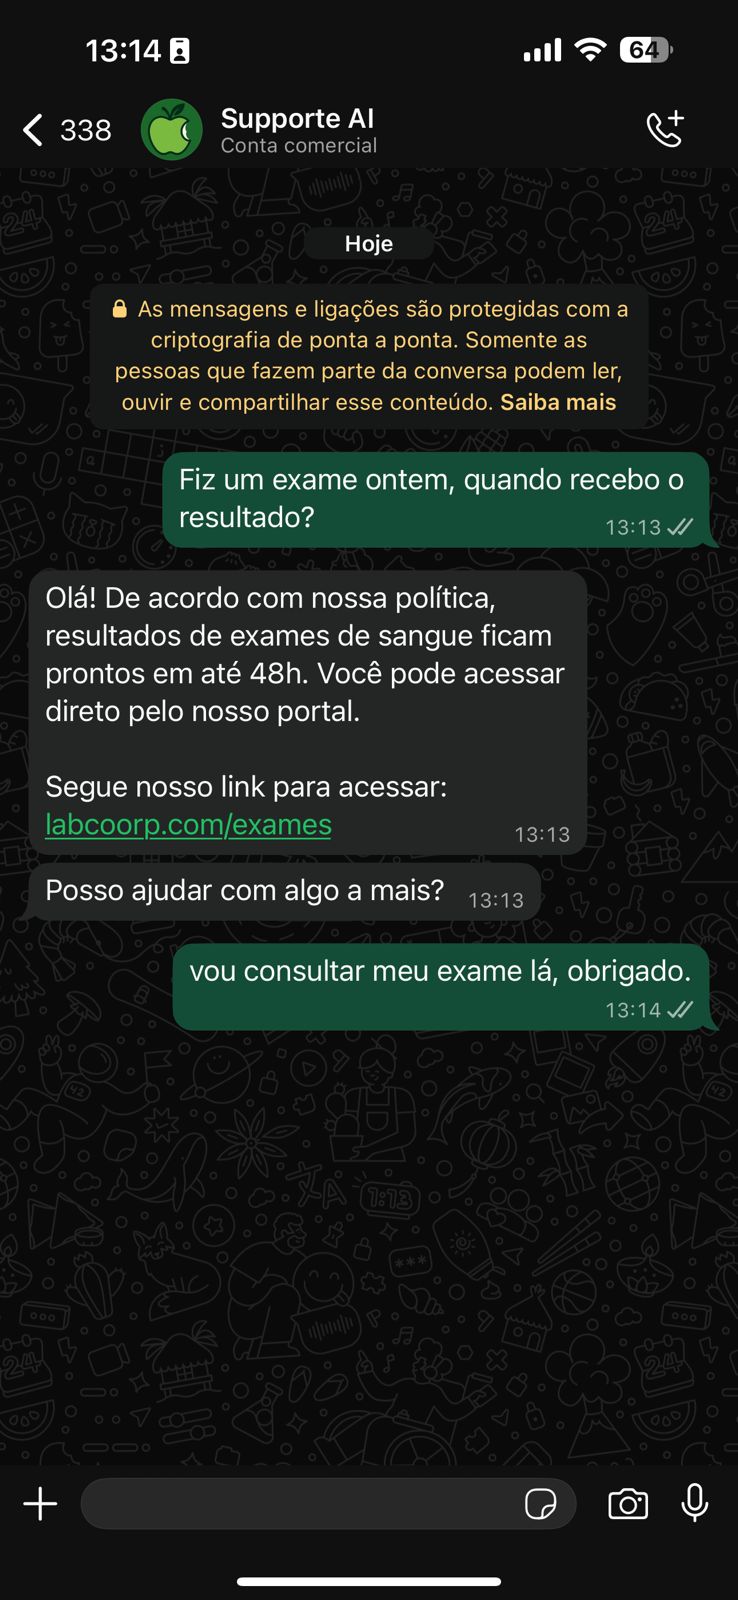 13:14
64
338
Supporte AI
Conta comercial
Hoje
As mensagens e ligações são protegidas com a
criptografia de ponta a ponta. Somente as
pessoas que fazem parte da conversa podem ler,
ouvir e compartilhar esse conteúdo. Saiba mais
Fiz um exame ontem, quando recebo o
resultado?
13:13
Olá! De acordo com nossa política,
resultados de exames de sangue ficam
prontos em até 48h. Você pode acessar
direto pelo nosso portal.
Segue nosso link para acessar:
labcoorp.com/exames
13:13
Posso ajudar com algo a mais?
13:13
vou consultar meu exame lá, obrigado.
13:14